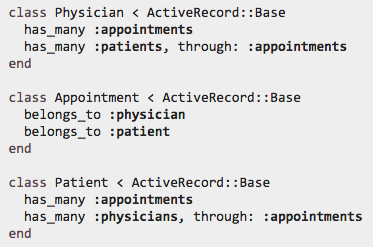 class Physician < ActiveRecord::Base
  has_many :appointments
  has_many :patients, through: :appointments
end

class Appointment < ActiveRecord::Base
  belongs_to :physician
  belongs_to :patient
end

class Patient < ActiveRecord::Base
  has_many :appointments
  has_many :physicians, through: :appointments
end